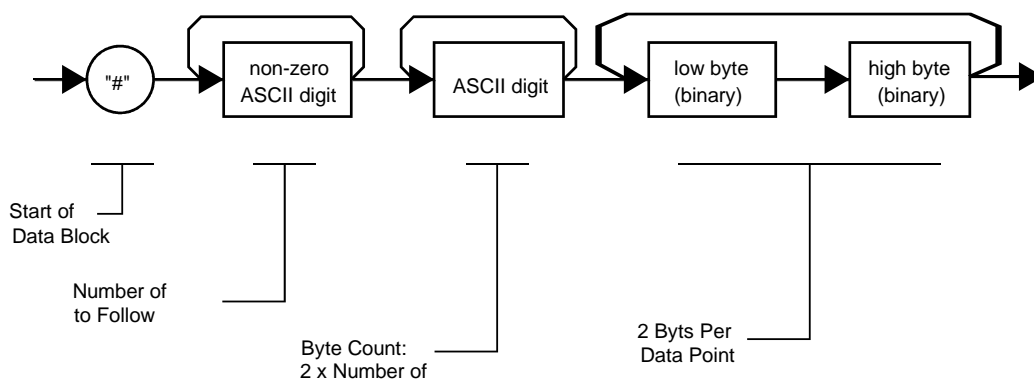 "#"
non-zero
ASCII digit
ASCII digit
low byte
(binary)
high byte
(binary)
Start of
Data Block
Number of
to Follow
Byte Count:
2 x Number of
2 Byts Per
Data Point